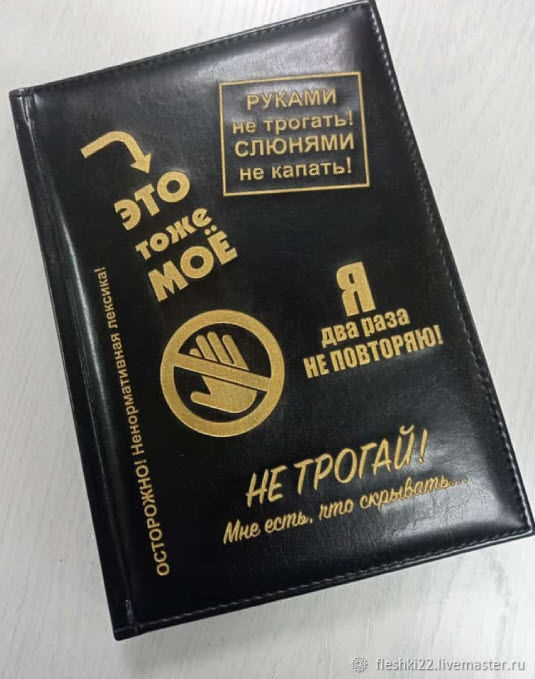 РУКАМИ
не трогать!
СЛЮНЯМИ
не капать!
ЭТО
тоже
МОЁ
Я
два раза
НЕ ПОВТОРЯЮ!
ОСТОРОЖНО! Ненормативная лексика!
НЕ ТРОГАЙ!
Мне есть, что скрывать...
fleshki22.livemaster.ru